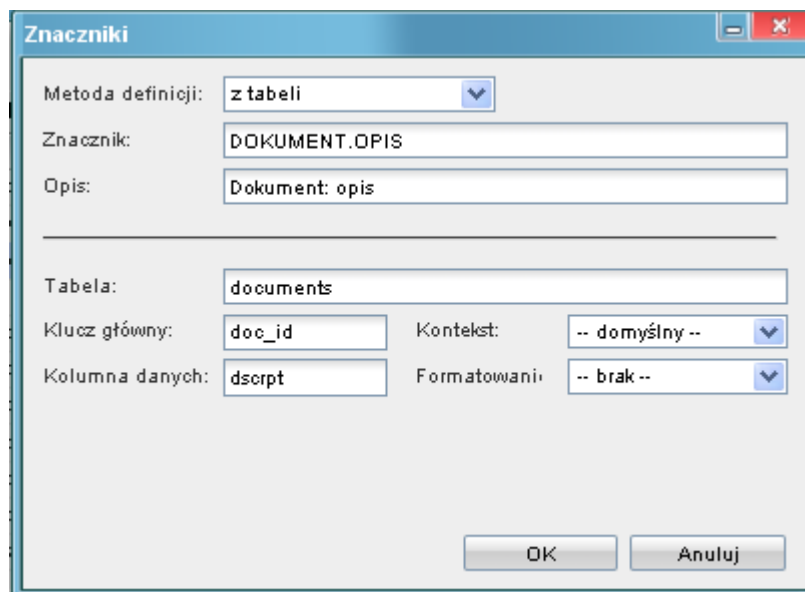 Znaczniki
Metoda definicji: z tabeli
Znacznik: DOKUMENT.OPIS
Opis: Dokument: opis
Tabela: documents
Klucz główny: doc_id Kontekst: -- domyślny --
Kolumna danych: dscrpt Formatowani -- brak --
OK Anuluj